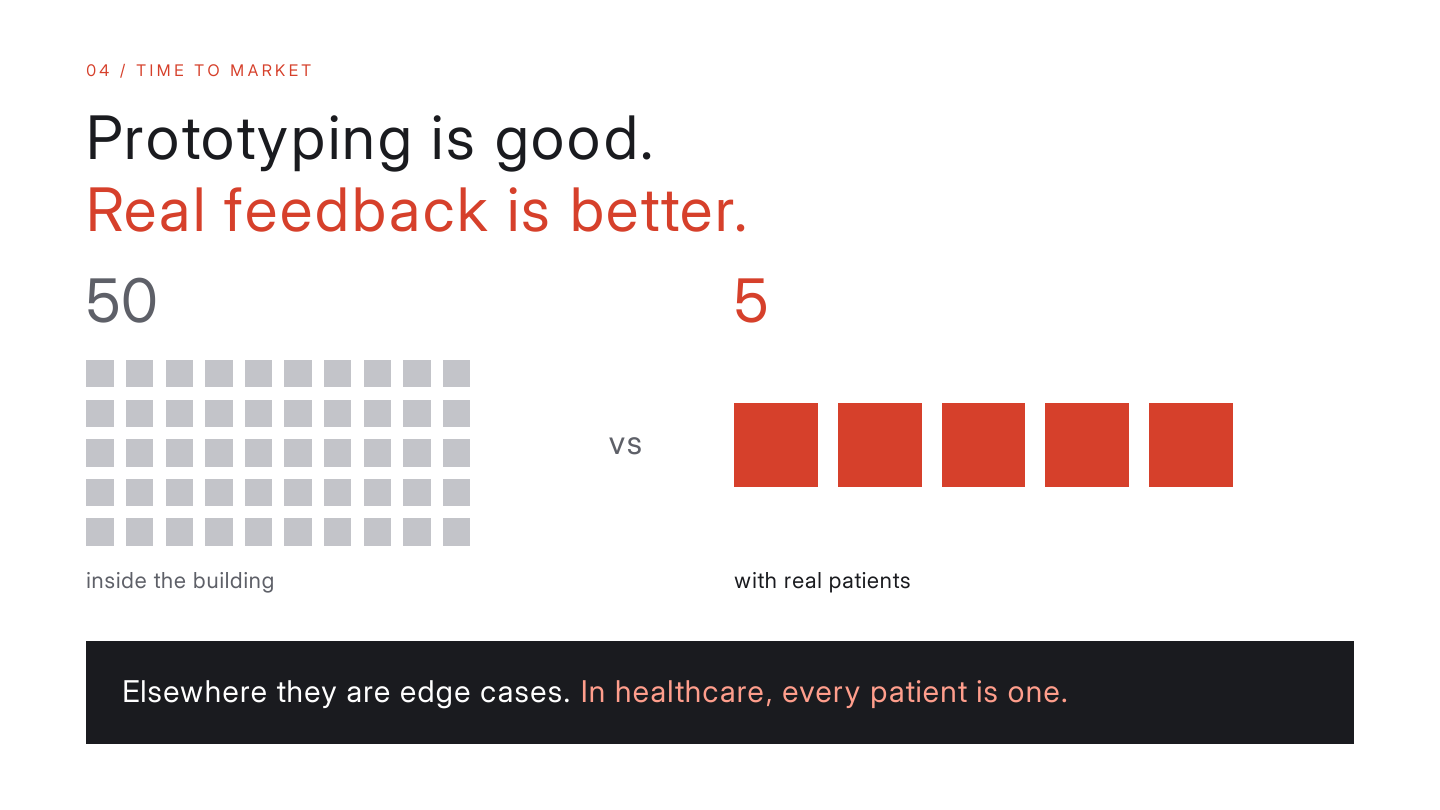 04 / TIME TO MARKET
Prototyping is good.
Real feedback is better.
50
5
vs
inside the building
with real patients
Elsewhere they are edge cases. In healthcare, every patient is one.